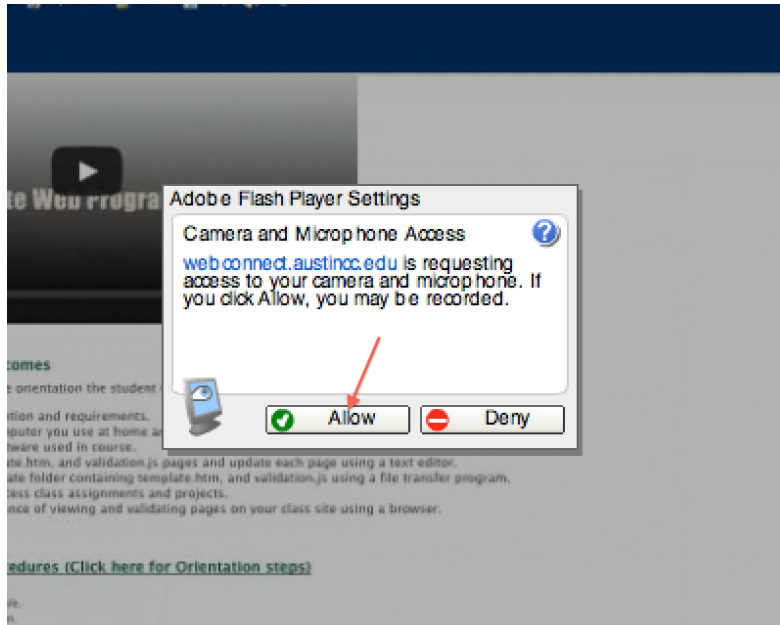 te Web Progra
Adobe Flash Player Settings
Camera and Microphone Access
webconnect.austincc.edu is requesting
access to your camera and microphone. If
you click Allow, you may be recorded.
Allow
Deny
comes
e orientation the student
ution and requirements.
mputer you use at home a
tware used in course.
ate.htm, and validation.js pages and update each page using a text editor.
ate folder containing template.htm, and validation.js using a file transfer program.
cess class assignments and projects.
nce of viewing and validating pages on your class site using a browser.
edures (Click here for Orientation steps)